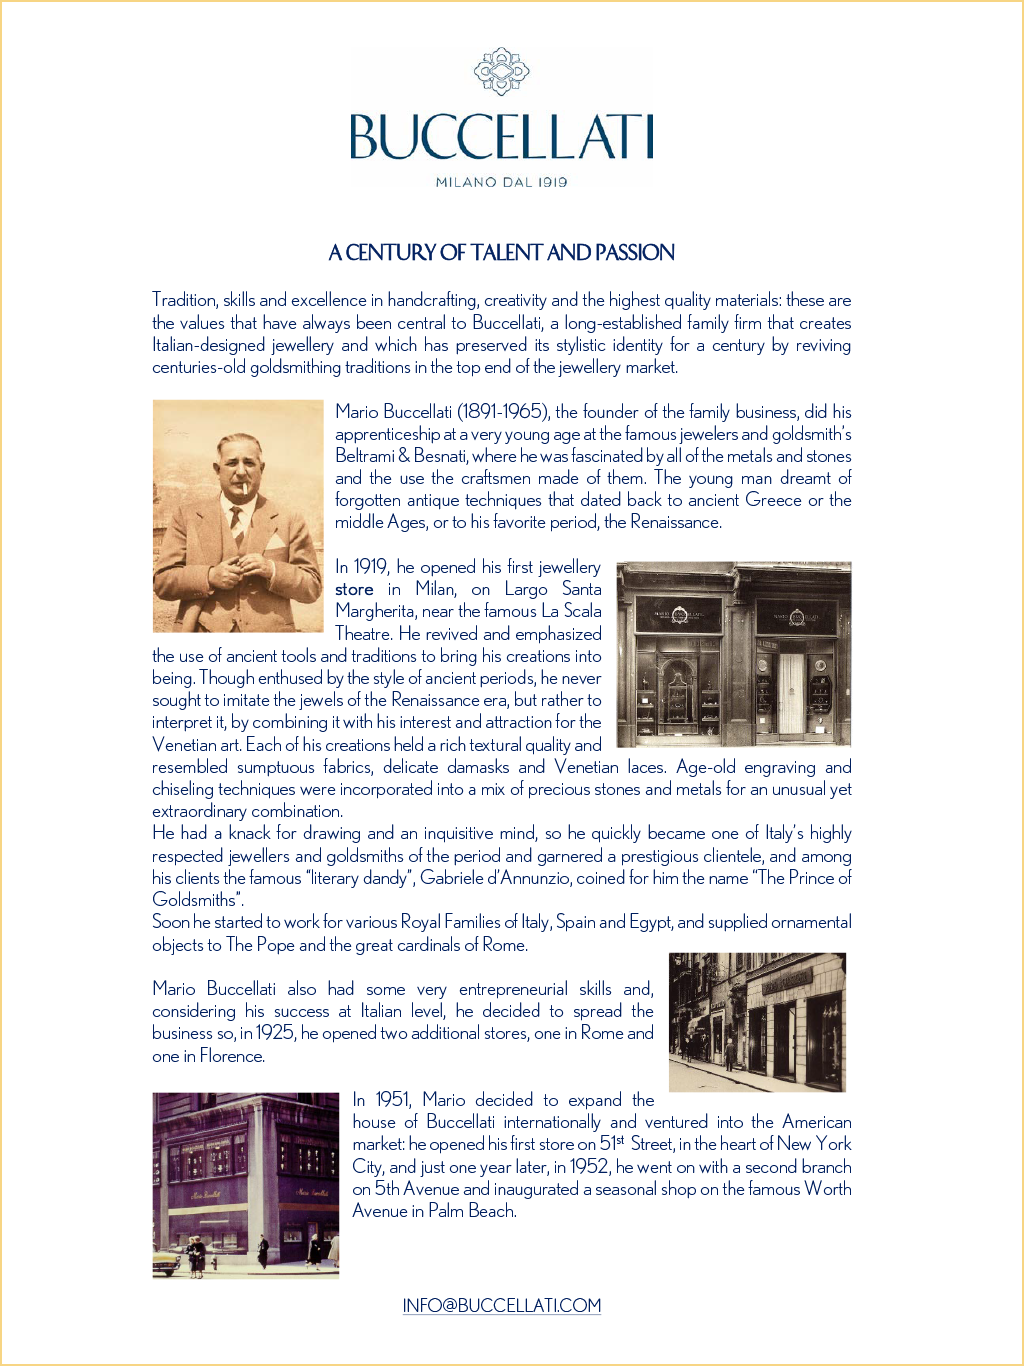 BUCCELLATI
MILANO DAL 1919
A CENTURY OF TALENT AND PASSION
Tradition, skills and excellence in handcrafting, creativity and the highest quality materials: these are
the values that have always been central to Buccellati, a long-established family firm that creates
Italian-designed jewellery and which has preserved its stylistic identity for a century by reviving
centuries-old goldsmithing traditions in the top end of the jewellery market.
Mario Buccellati (1891-1965), the founder of the family business, did his
apprenticeship at a very young age at the famous jewelers and goldsmith's
Beltrami & Besnati, where he was fascinated by all of the metals and stones
and the use the craftsmen made of them. The young man dreamt of
forgotten antique techniques that dated back to ancient Greece or the
middle Ages, or to his favorite period, the Renaissance.
In 1919, he opened his first jewellery
store in Milan, on Largo Santa
Margherita, near the famous La Scala
Theatre. He revived and emphasized
the use of ancient tools and traditions to bring his creations into
being. Though enthused by the style of ancient periods, he never
sought to imitate the jewels of the Renaissance era, but rather to
interpret it, by combining it with his interest and attraction for the
Venetian art. Each of his creations held a rich textural quality and
resembled sumptuous fabrics, delicate damasks and Venetian laces. Age-old engraving and
chiseling techniques were incorporated into a mix of precious stones and metals for an unusual yet
extraordinary combination.
He had a knack for drawing and an inquisitive mind, so he quickly became one of Italy's highly
respected jewellers and goldsmiths of the period and garnered a prestigious clientele, and among
his clients the famous "literary dandy", Gabriele d'Annunzio, coined for him the name "The Prince of
Goldsmiths".
Soon he started to work for various Royal Families of Italy, Spain and Egypt, and supplied ornamental
objects to The Pope and the great cardinals of Rome.
Mario Buccellati also had some very entrepreneurial skills and,
considering his success at Italian level, he decided to spread the
business so, in 1925, he opened two additional stores, one in Rome and
one in Florence.
In 1951, Mario decided to expand the
house of Buccellati internationally and ventured into the American
market: he opened his first store on 51st Street, in the heart of New York
City, and just one year later, in 1952, he went on with a second branch
on 5th Avenue and inaugurated a seasonal shop on the famous Worth
Avenue in Palm Beach.
INFO@BUCCELLATI.COM